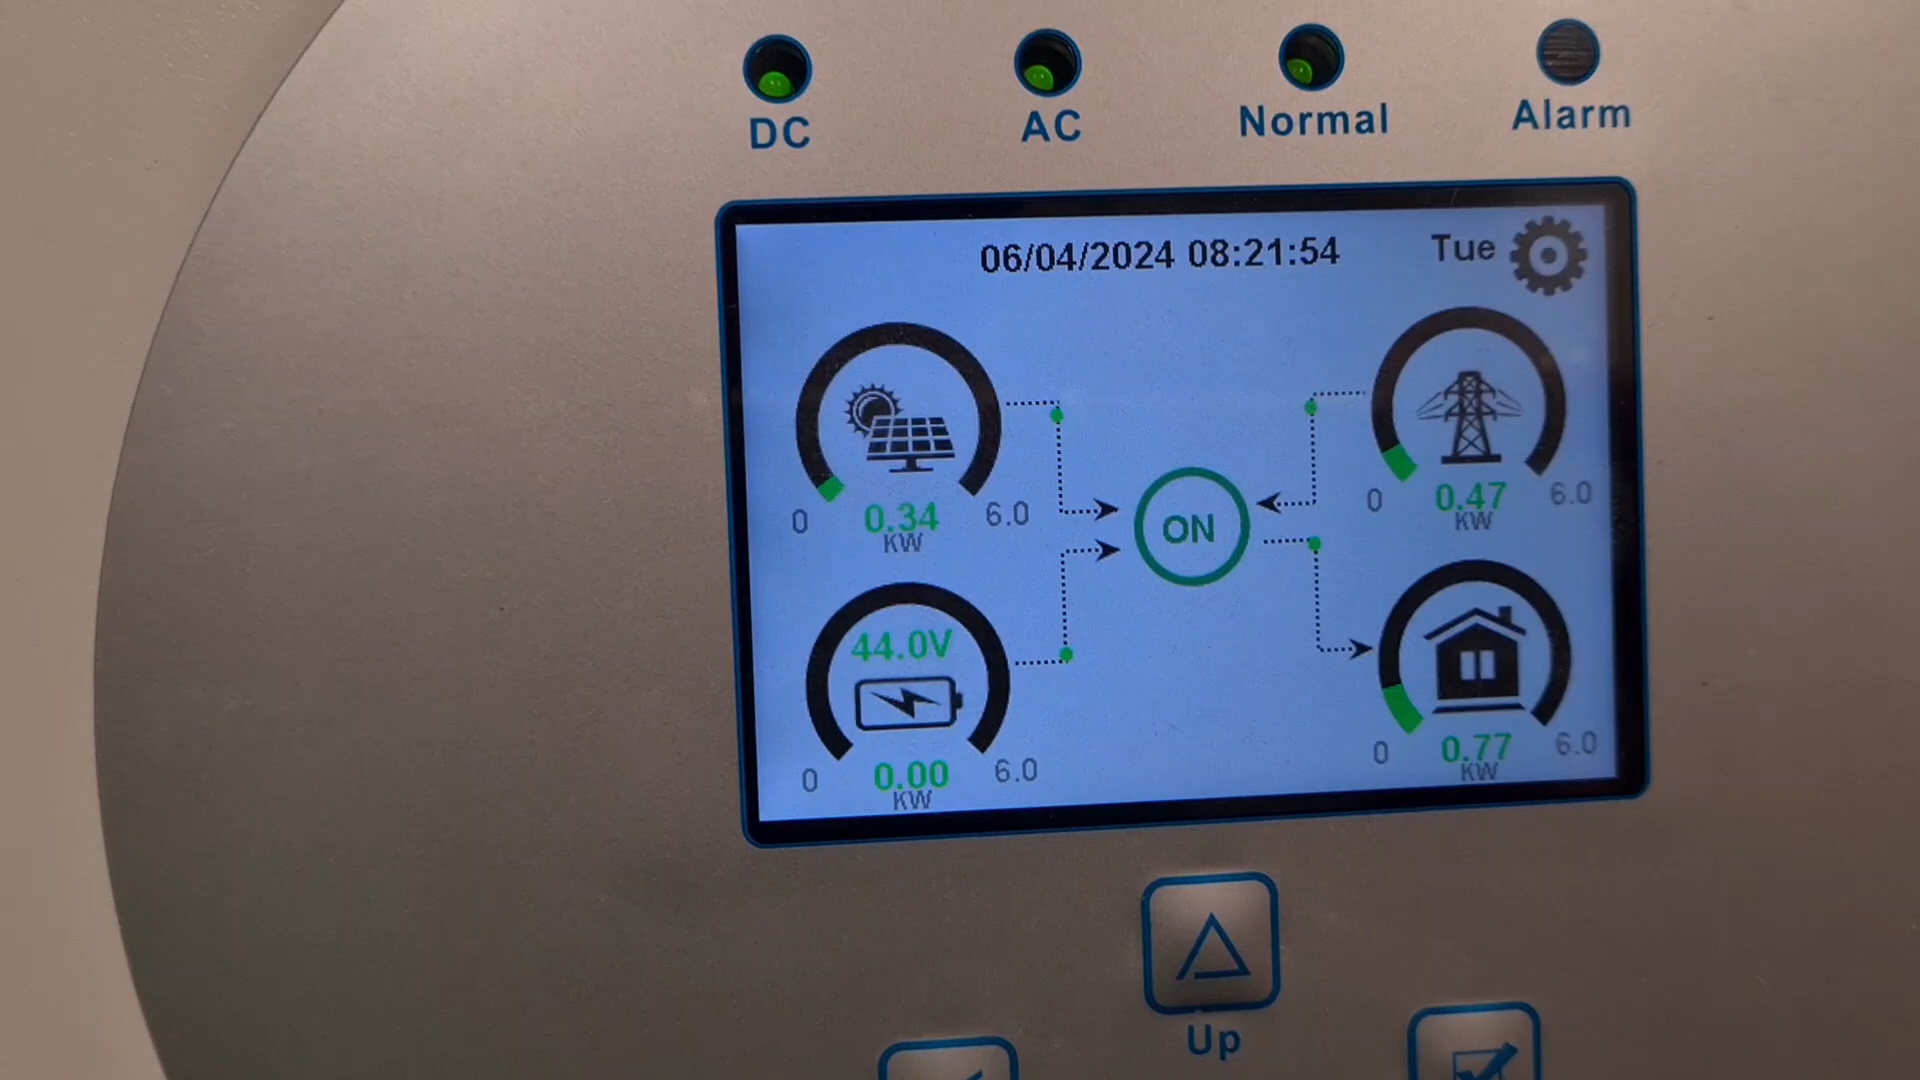 DC
AC
Normal
Alarm
06/04/2024 08:21:54
Tue
0
0.34
KW
6.0
0
0.47
KW
6.0
ON
44.0V
0
0.00
KW
6.0
0
0.77
KW
6.0
Up